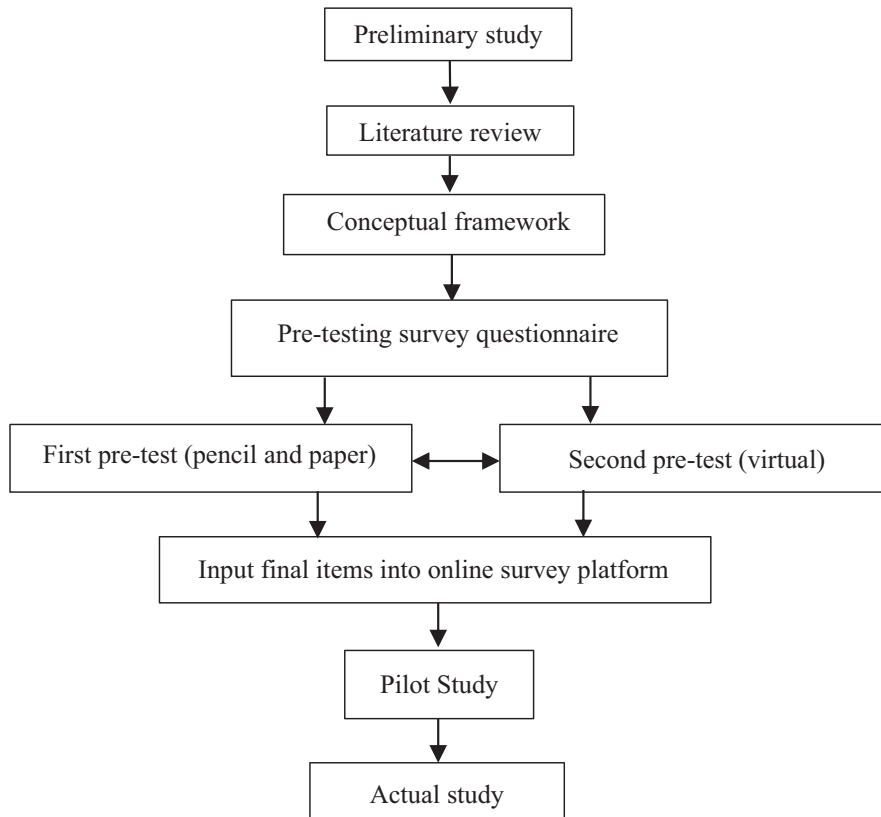 Preliminary study
Literature review
Conceptual framework
Pre-testing survey questionnaire
First pre-test (pencil and paper)
Second pre-test (virtual)
Input final items into online survey platform
Pilot Study
Actual study